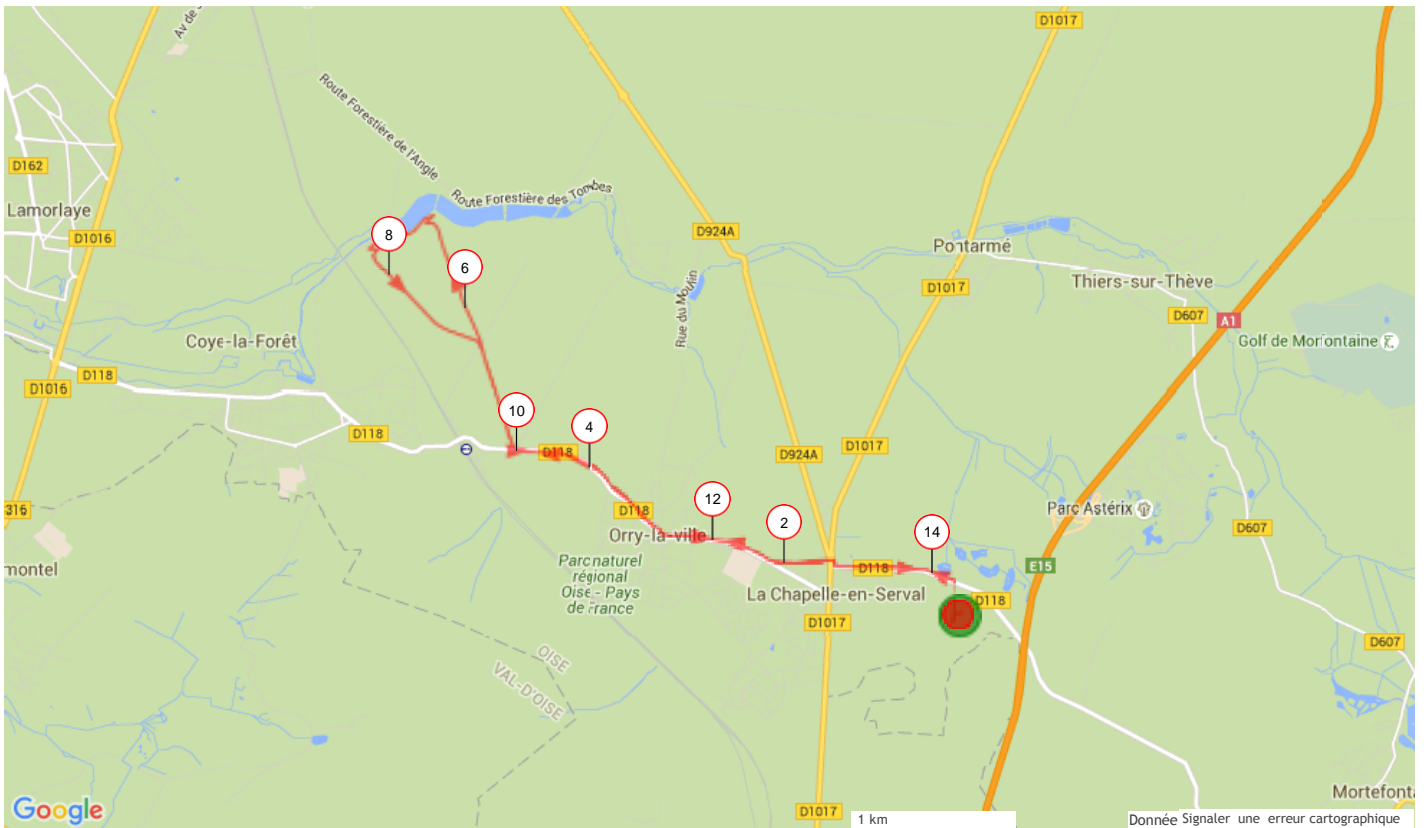 D1017
Av de
Route Forestière de l'Angle
D162
Route Forestière des Tombes
Lamorlaye
D1016
8
D924A
Pontarmé
6
Thiers-sur-Thève
D1017
D607
A1
Rue du Moulin
Coye-la-Forêt
Golf de Morfontaine
D118
D1016
10
4
D118
D118
D1017
D924A
316
12
Parc Astérix
D118
2
D607
Orry-la-ville
14
montel
Parc naturel
régional
Oise - Pays
de France
D118
E15
La Chapelle-en-Serval
D118
D1017
D607
OISE
VAL-D'OISE
Mortefonta
Google
D1017
1 km
Donnée Signaler une erreur cartographique